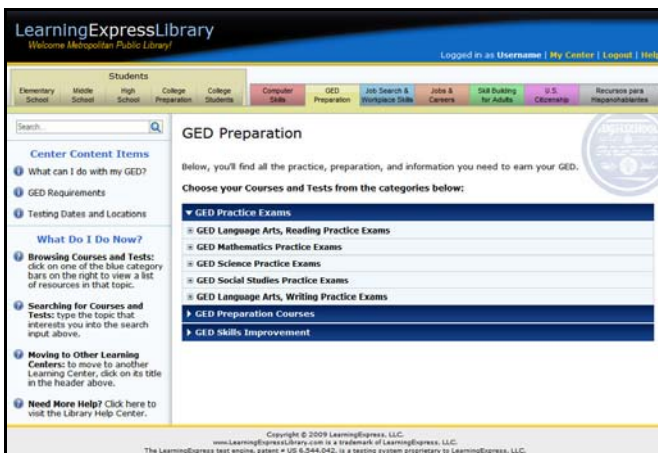 LearningExpressLibrary
Welcome Metropolitan Public Library!
Logged in as Username | My Center | Logout | Help
Students
Elementary School
Middle School
High School
College Preparation
College Students
Computer Skills
GED Preparation
Job Search & Workplace Skills
Jobs & Careers
Skill Building for Adults
U.S. Citizenship
Recursos para Hispanohablantes
Search...
Center Content Items
What can I do with my GED?
GED Requirements
Testing Dates and Locations
What Do I Do Now?
Browsing Courses and Tests:
click on one of the blue category
bars on the right to view a list
of resources in that topic.
Searching for Courses and
Tests: type the topic that
interests you into the search
input above.
Moving to Other Learning
Centers: to move to another
Learning Center, click on its title
in the header above.
Need More Help? Click here to
visit the Library Help Center.
GED Preparation
Below, you'll find all the practice, preparation, and information you need to earn your GED.
Choose your Courses and Tests from the categories below:
GED Practice Exams
GED Language Arts, Reading Practice Exams
GED Mathematics Practice Exams
GED Science Practice Exams
GED Social Studies Practice Exams
GED Language Arts, Writing Practice Exams
GED Preparation Courses
GED Skills Improvement
Copyright © 2009 LearningExpress, LLC.
www.LearningExpressLibrary.com is a trademark of LearningExpress, LLC.
The LearningExpress test engine, patent # US 6,544,042, is a testing system proprietary to LearningExpress, LLC.